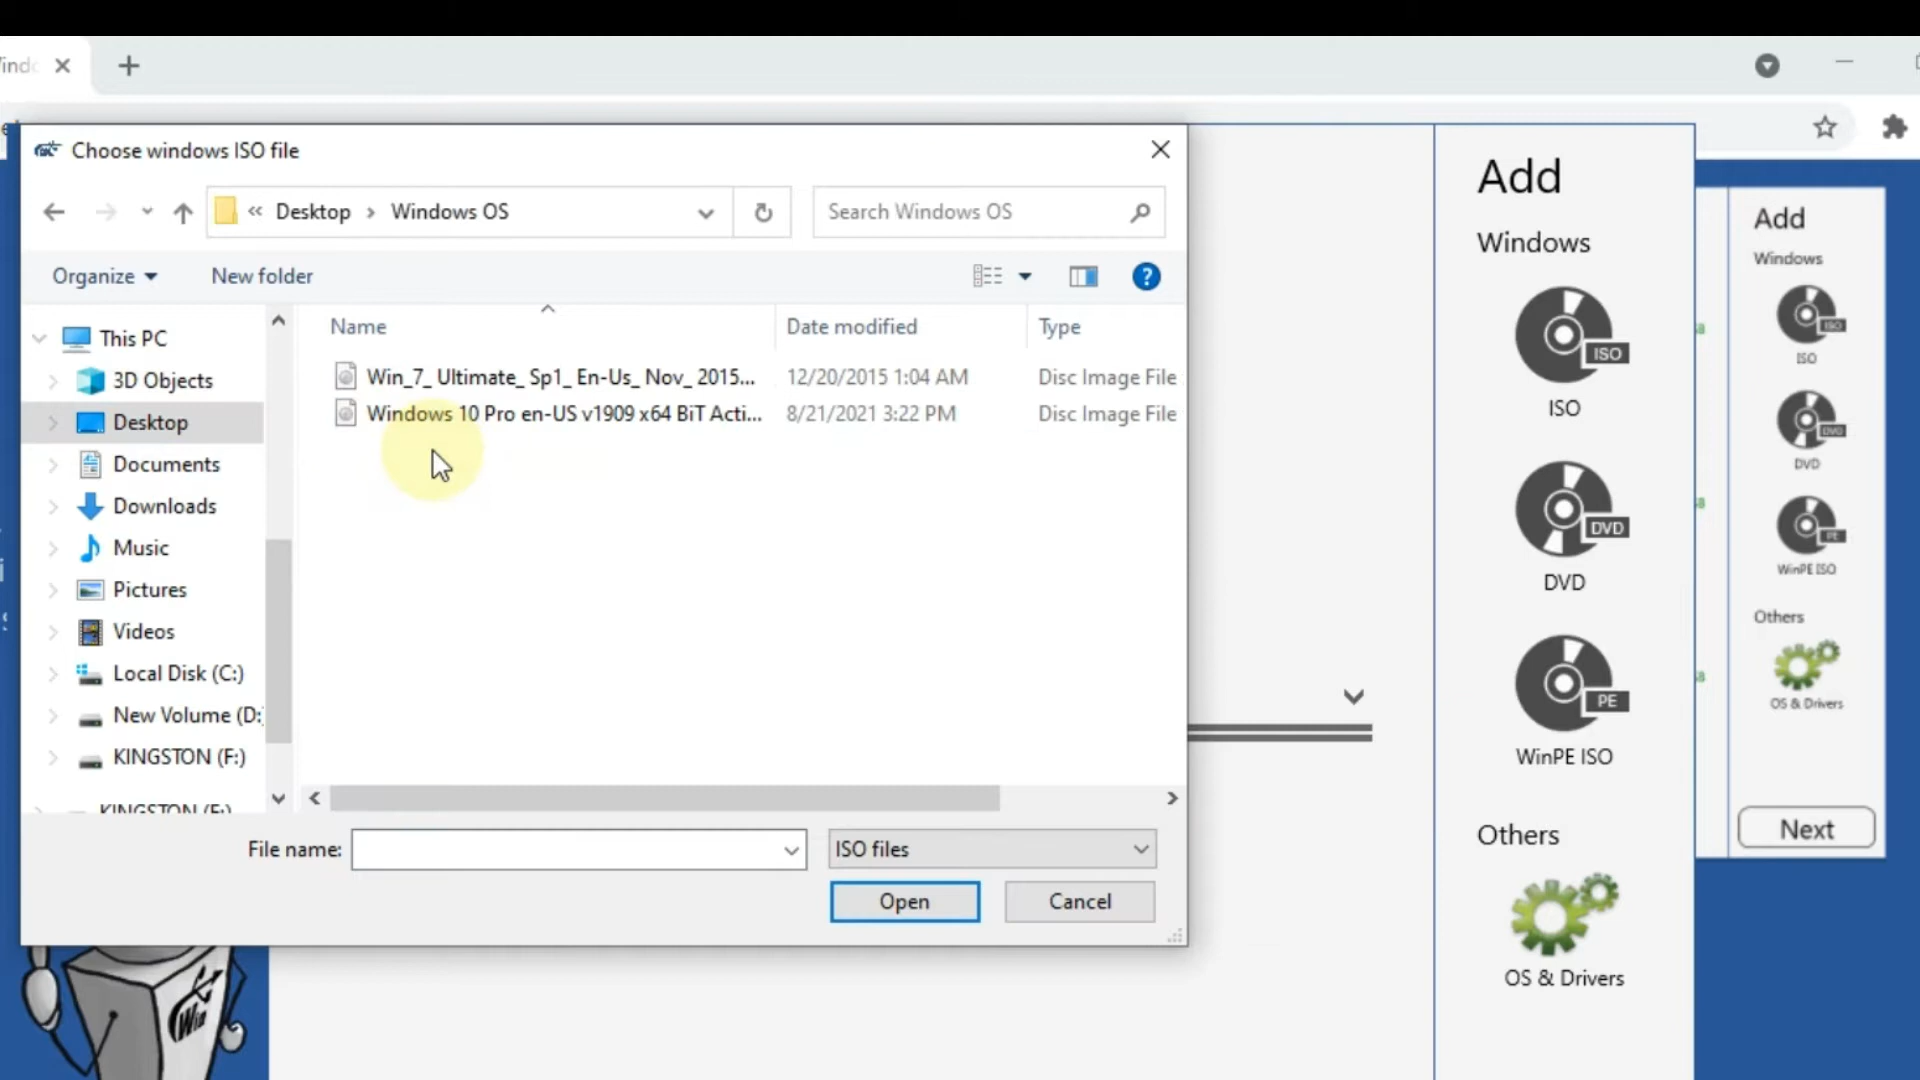 Choose windows ISO file
« Desktop › Windows OS
Search Windows OS
Organize
New folder
?
Name
Date modified
Type
Win_7_ Ultimate_ Sp1_ En-Us_ Nov_ 2015...
12/20/2015 1:04 AM
Disc Image File
Windows 10 Pro en-US v1909 x64 BiT Acti...
8/21/2021 3:22 PM
Disc Image File
This PC
3D Objects
Desktop
Documents
Downloads
Music
Pictures
Videos
Local Disk (C:)
New Volume (D:
KINGSTON (F:)
KINGSTON (F:)
File name:
ISO files
Open
Cancel
Win
Add
Windows
ISO
ISO
DVD
DVD
PE
WinPE ISO
Others
OS & Drivers
Add
Windows
ISO
ISO
DVD
DVD
PE
WinPE ISO
Others
OS & Drivers
Next